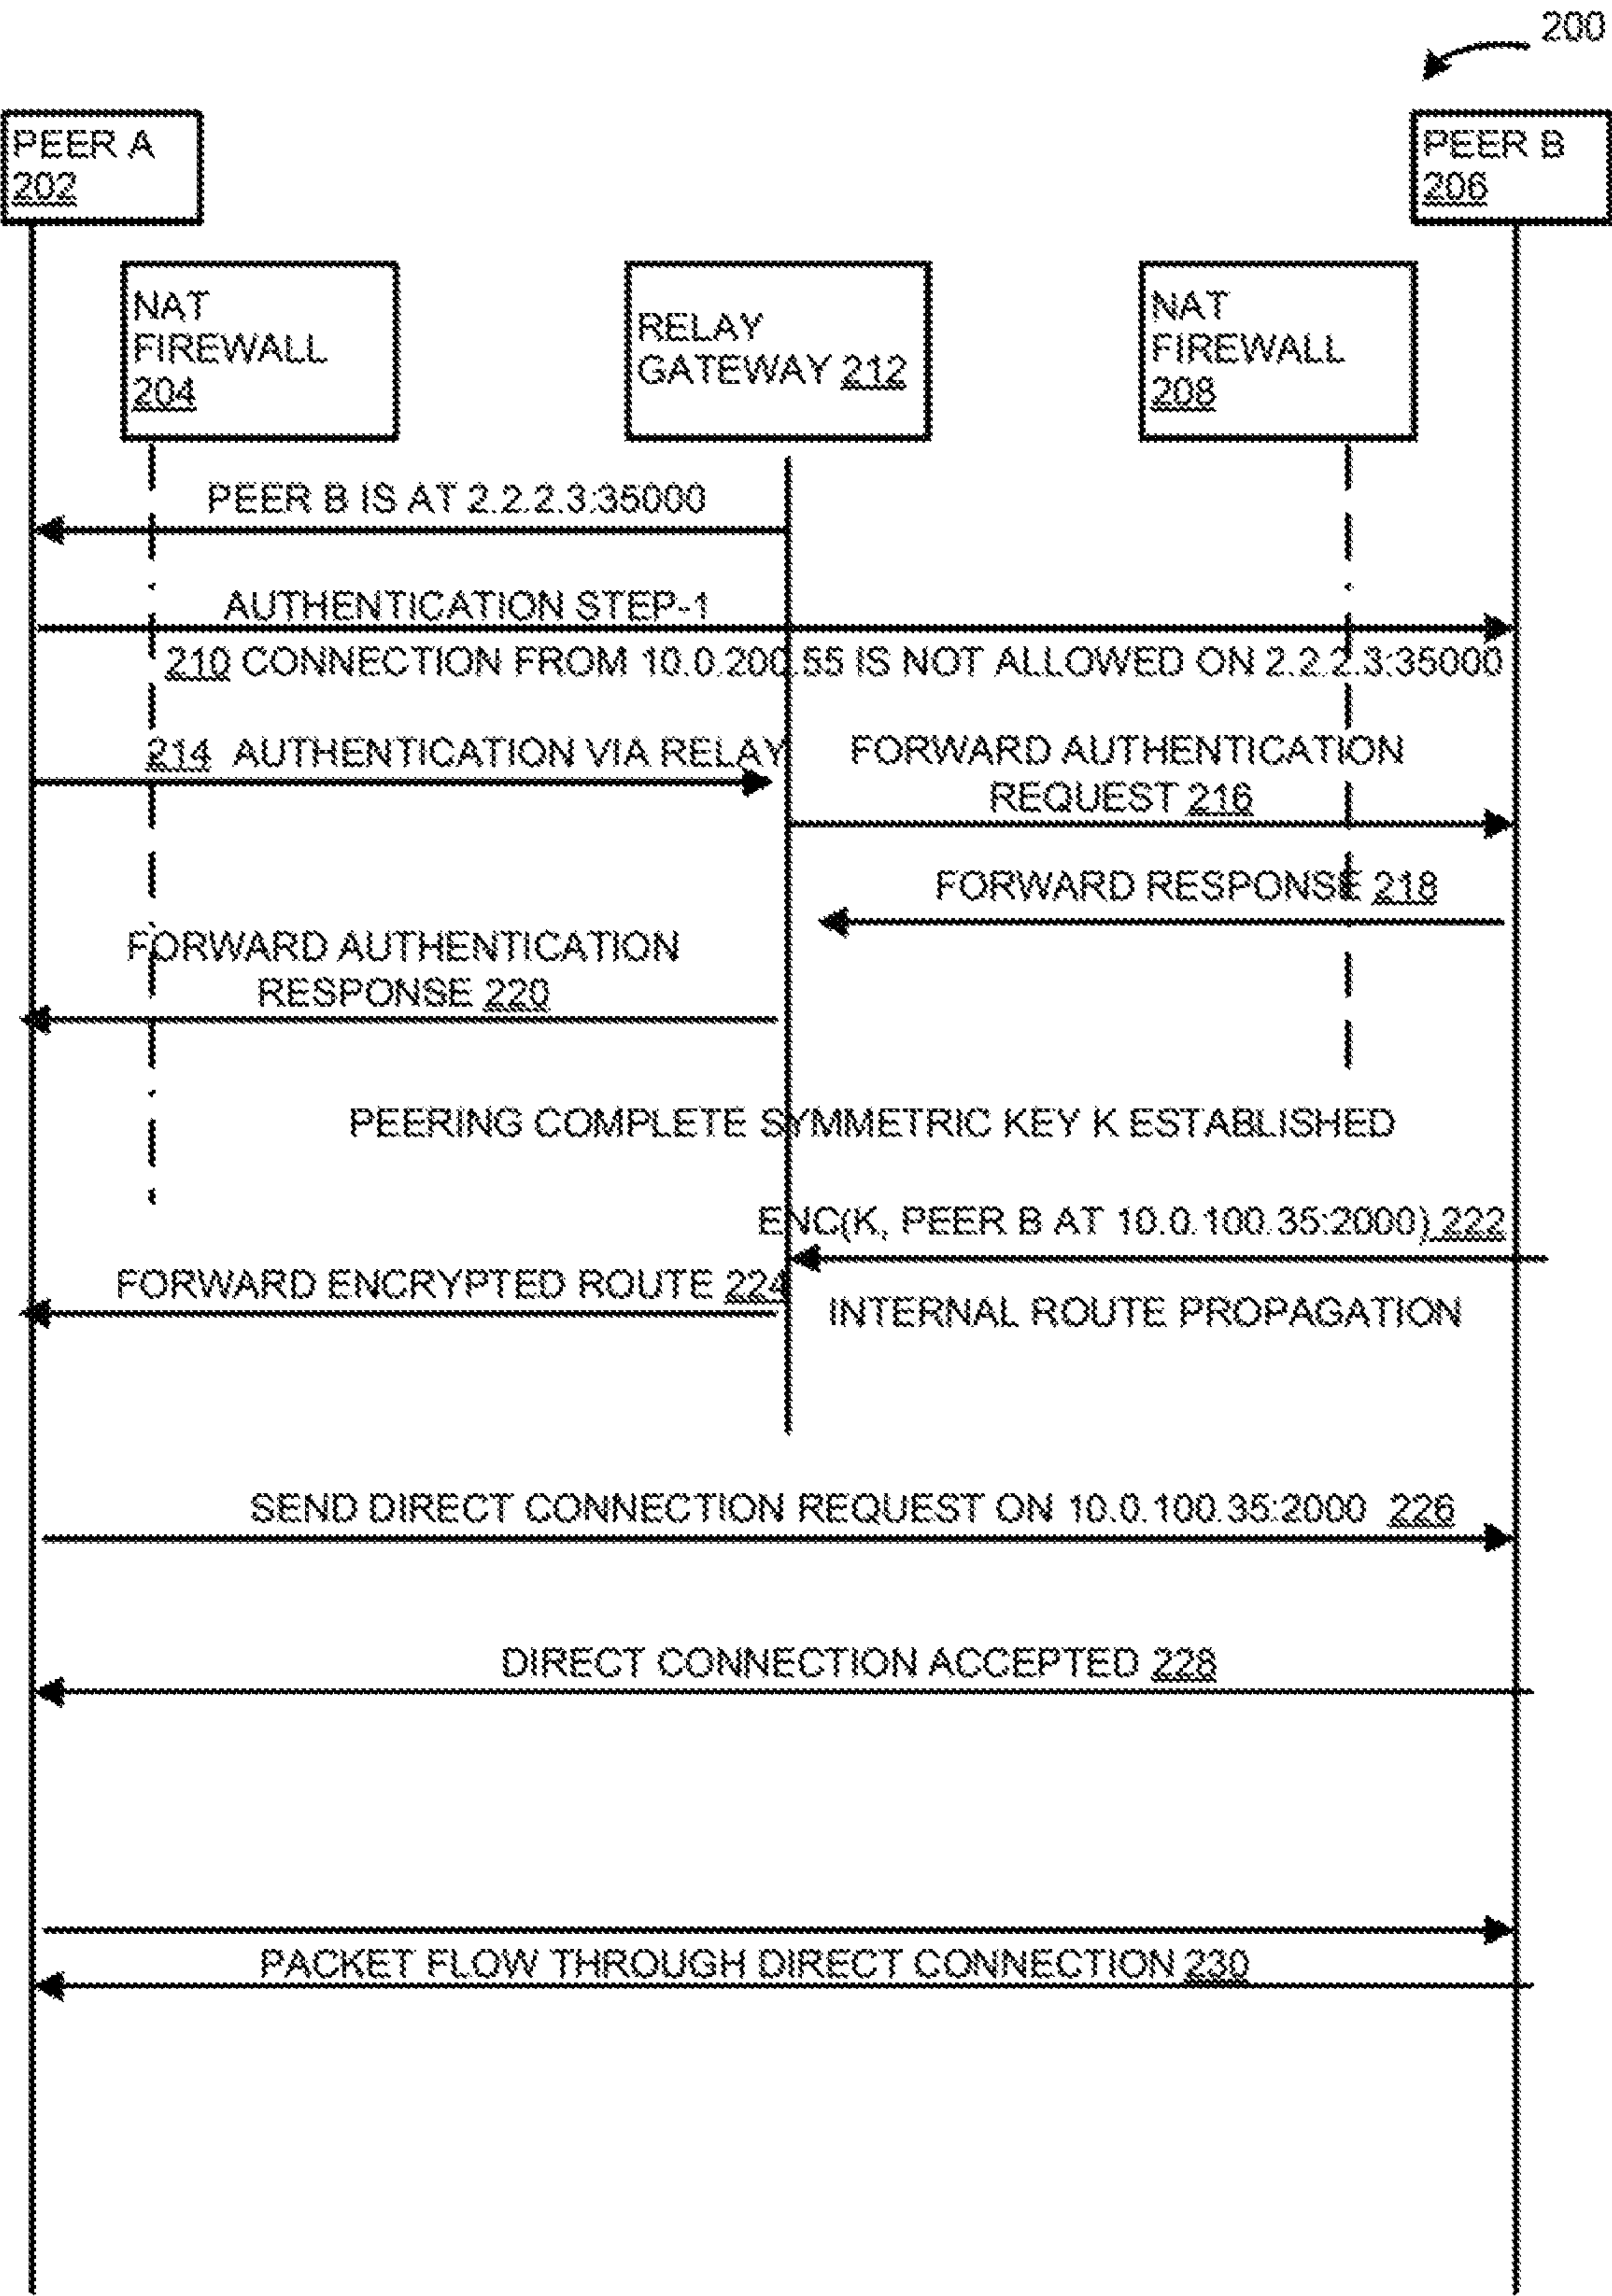 200
PEER A
202
PEER B
206
NAT
FIREWALL
204
RELAY
GATEWAY 212
NAT
FIREWALL
208
PEER B IS AT 2.2.2.3:35000
AUTHENTICATION STEP-1
210 CONNECTION FROM 10.0.200.55 IS NOT ALLOWED ON 2.2.2.3:35000
214 AUTHENTICATION VIA RELAY
FORWARD AUTHENTICATION
REQUEST 216
FORWARD RESPONSE 218
FORWARD AUTHENTICATION
RESPONSE 220
PEERING COMPLETE SYMMETRIC KEY K ESTABLISHED
ENC(K, PEER B AT 10.0.100.35:2000) 222
FORWARD ENCRYPTED ROUTE 224
INTERNAL ROUTE PROPAGATION
SEND DIRECT CONNECTION REQUEST ON 10.0.100.35:2000 226
DIRECT CONNECTION ACCEPTED 228
PACKET FLOW THROUGH DIRECT CONNECTION 230